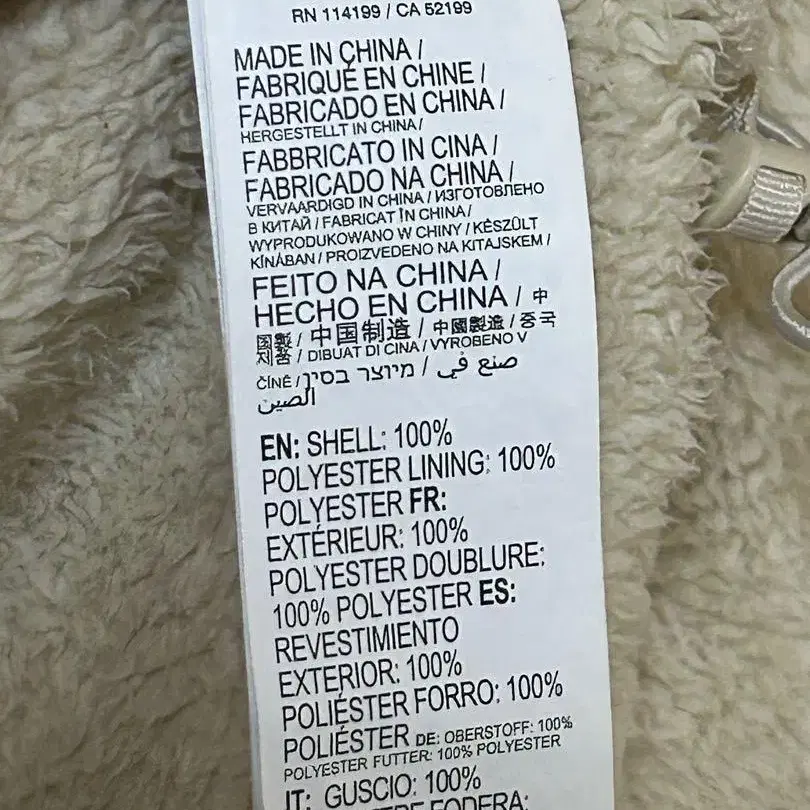 RN 114199 / CA 52199
MADE IN CHINA /
FABRIQUÉ EN CHINE /
FABRICADO EN CHINA /
HERGESTELLT IN CHINA /
FABBRICATO IN CINA /
FABRICADO NA CHINA /
VERVAARDIGD IN CHINA / ИЗГОТОВЛЕНО
В КИТАЙ / FABRICAT ÎN CHINA /
WYPRODUKOWANO W CHINY / KÉSZÜLT
KÍNÁBAN / PROIZVEDENO NA KITAJSKEM /
FEITO NA CHINA /
HECHO EN CHINA / 中
国製 / 中国制造 / 中國製造 / 중국
제품 / DIBUAT DI CINA / VYROBENO V
ČÍNĚ / מיוצר בסין / صنع في
الصين
EN: SHELL: 100%
POLYESTER LINING: 100%
POLYESTER FR:
EXTÉRIEUR: 100%
POLYESTER DOUBLURE:
100% POLYESTER ES:
REVESTIMIENTO
EXTERIOR: 100%
POLIÉSTER FORRO: 100%
POLIÉSTER DE: OBERSTOFF: 100%
POLYESTER FUTTER: 100% POLYESTER
IT: GUSCIO: 100%
FODERA: